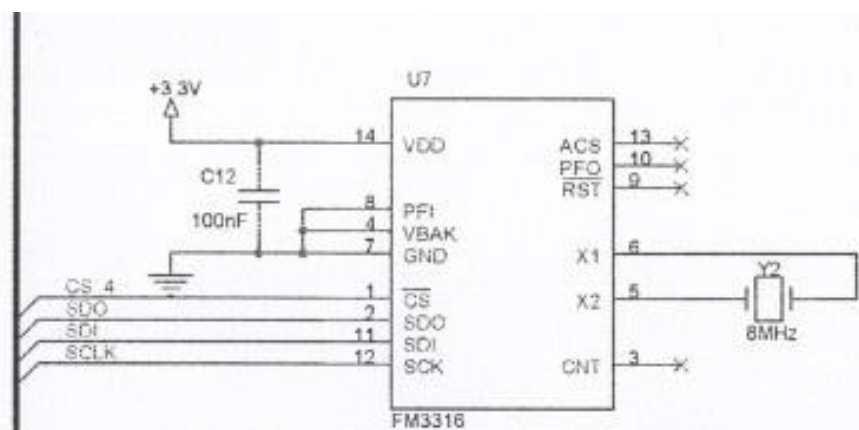 U7
+3.3V
14
VDD
ACS
13
PFO
10
RST
9
C12
100nF
8
PFI
4
VBAK
7
GND
X1
6
Y2
X2
5
8MHz
CS_4
1
CS
SDO
2
SDO
SDI
11
SDI
SCLK
12
SCK
CNT
3
FM3316